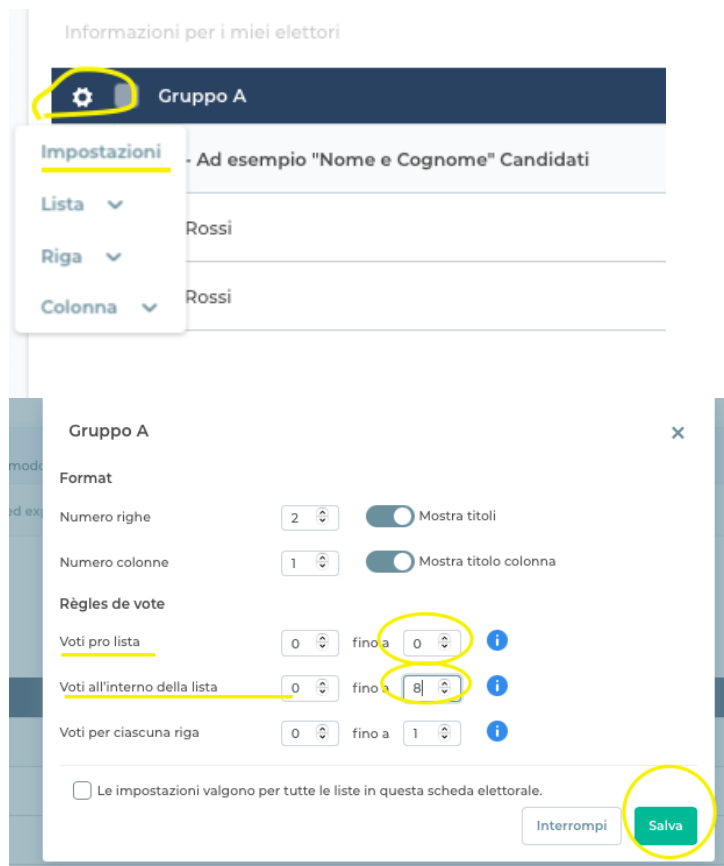 Informazioni per i miei elettori
Gruppo A
Impostazioni
- Ad esempio "Nome e Cognome" Candidati
Lista
Rossi
Riga
Rossi
Colonna
Gruppo A
Format
Numero righe 2 Mostra titoli
Numero colonne 1 Mostra titolo colonna
Règles de vote
Voti pro lista 0 fino a 0
Voti all'interno della lista 0 fino a 8
Voti per ciascuna riga 0 fino a 1
Le impostazioni valgono per tutte le liste in questa scheda elettorale.
Interrompi Salva